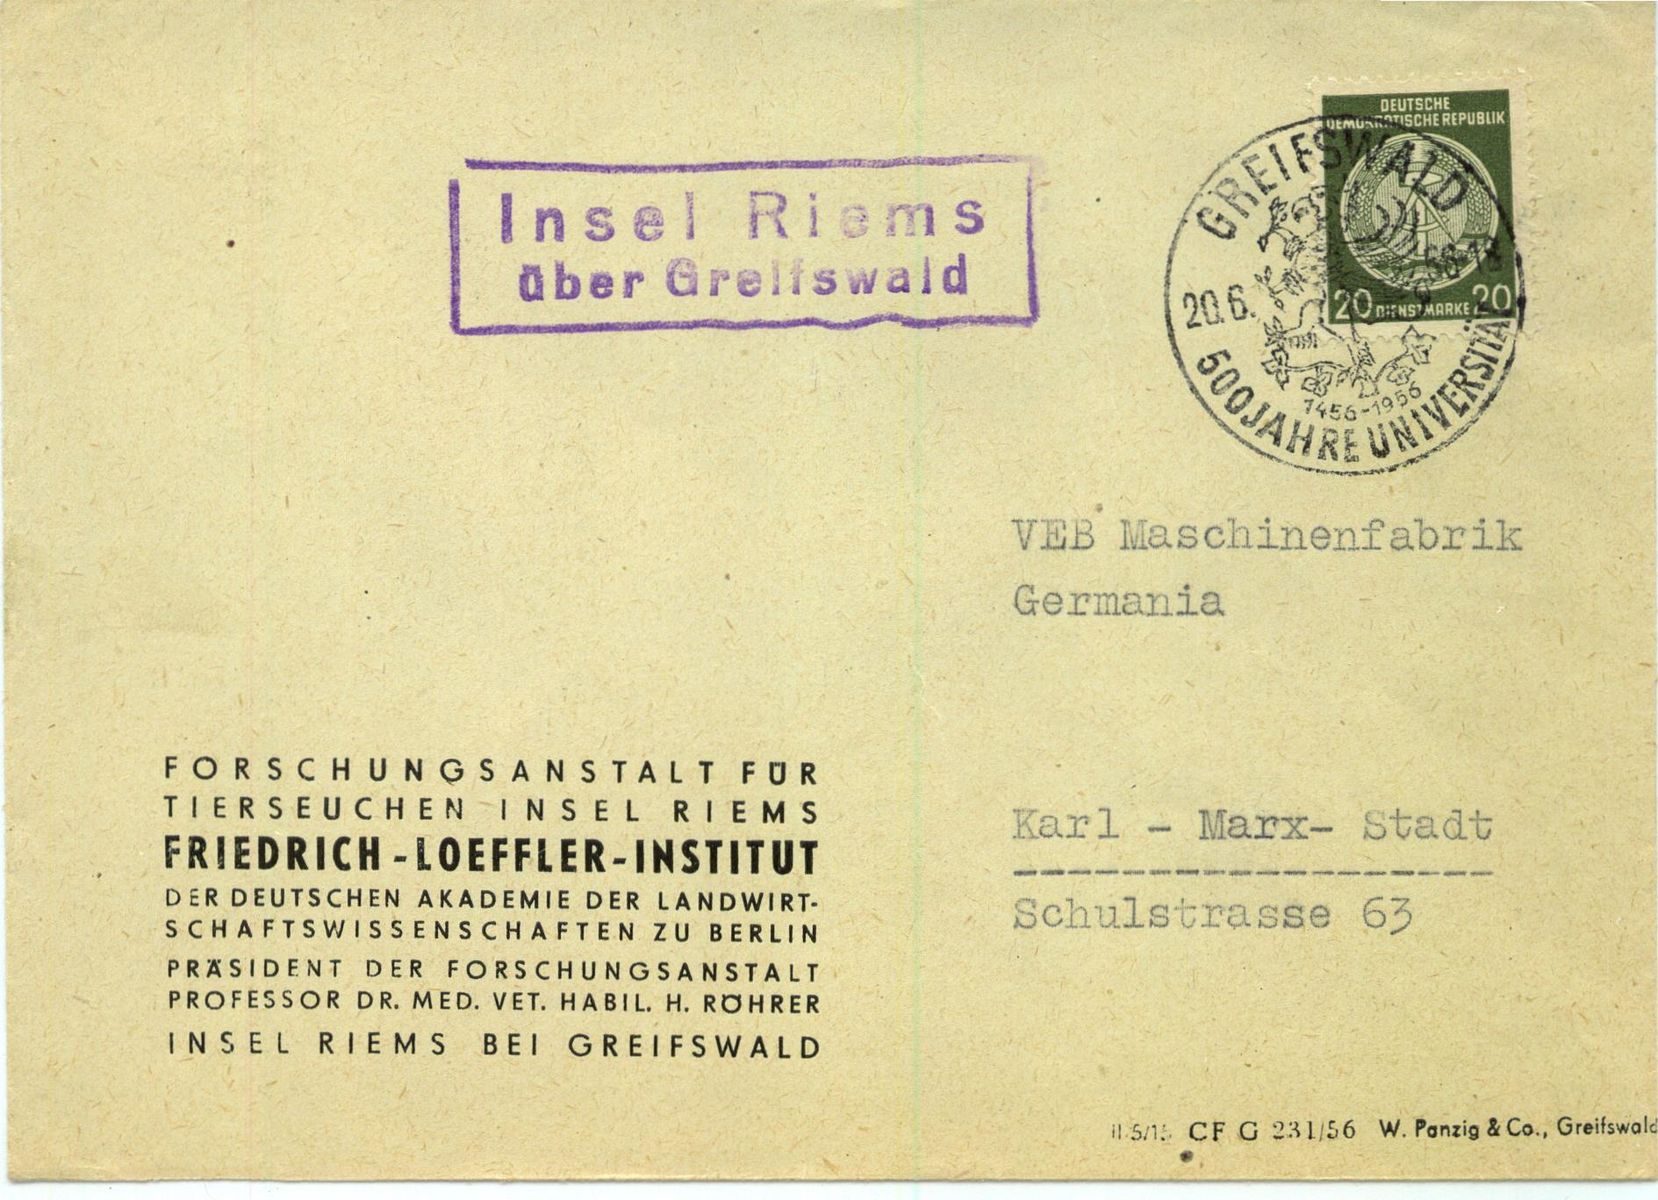 Insel Riems
über Greifswald
DEUTSCHE
DEMOKRATISCHE REPUBLIK
20 DIENSTMARKE 20
GREIFSWALD
20.6. 56-18
1456-1956
500 JAHRE UNIVERSITÄT
VEB Maschinenfabrik
Germania
Karl - Marx- Stadt
Schulstrasse 63
FORSCHUNGSANSTALT FÜR
TIERSEUCHEN INSEL RIEMS
FRIEDRICH-LOEFFLER-INSTITUT
DER DEUTSCHEN AKADEMIE DER LANDWIRT-
SCHAFTSWISSENSCHAFTEN ZU BERLIN
PRÄSIDENT DER FORSCHUNGSANSTALT
PROFESSOR DR. MED. VET. HABIL. H. RÖHRER
INSEL RIEMS BEI GREIFSWALD
CF G 231/56 W. Panzig & Co., Greifswald